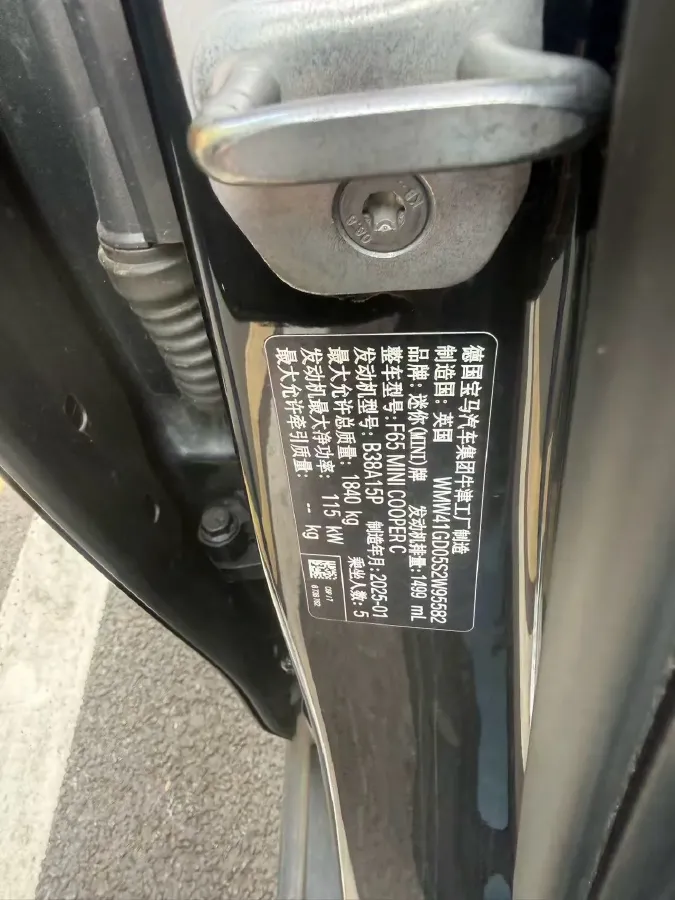 德国宝马汽车集团牛津工厂制造
制造国: 英国 WMW41GD05S2W95582
品牌: 迷你(MINI)牌 发动机排量: 1499 mL
整车型号: F65 MINI COOPER C
发动机型号: B38A15P 制造年月: 2025-01
最大允许总质量: 1840 kg 乘坐人数: 5
发动机最大净功率: 115 kW
最大允许牵引质量: -- kg